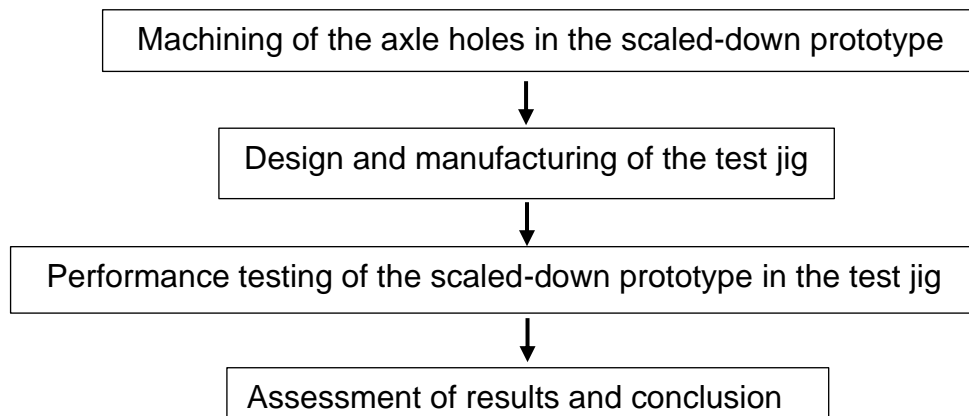 Machining of the axle holes in the scaled-down prototype
Design and manufacturing of the test jig
Performance testing of the scaled-down prototype in the test jig
Assessment of results and conclusion